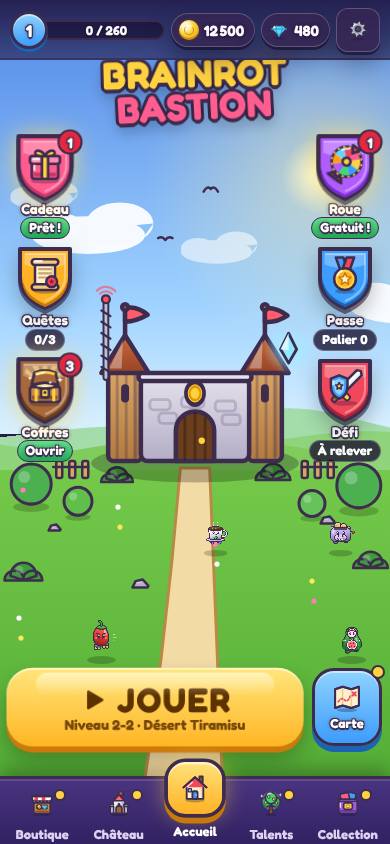 1
0 / 260
12 500
480
BRAINROT
BASTION
1
Cadeau
Prêt !
1
Roue
Gratuit !
Quêtes
0/3
Passe
Palier 0
3
Coffres
Ouvrir
Défi
À relever
JOUER
Niveau 2-2 · Désert Tiramisu
Carte
Boutique
Château
Accueil
Talents
Collection